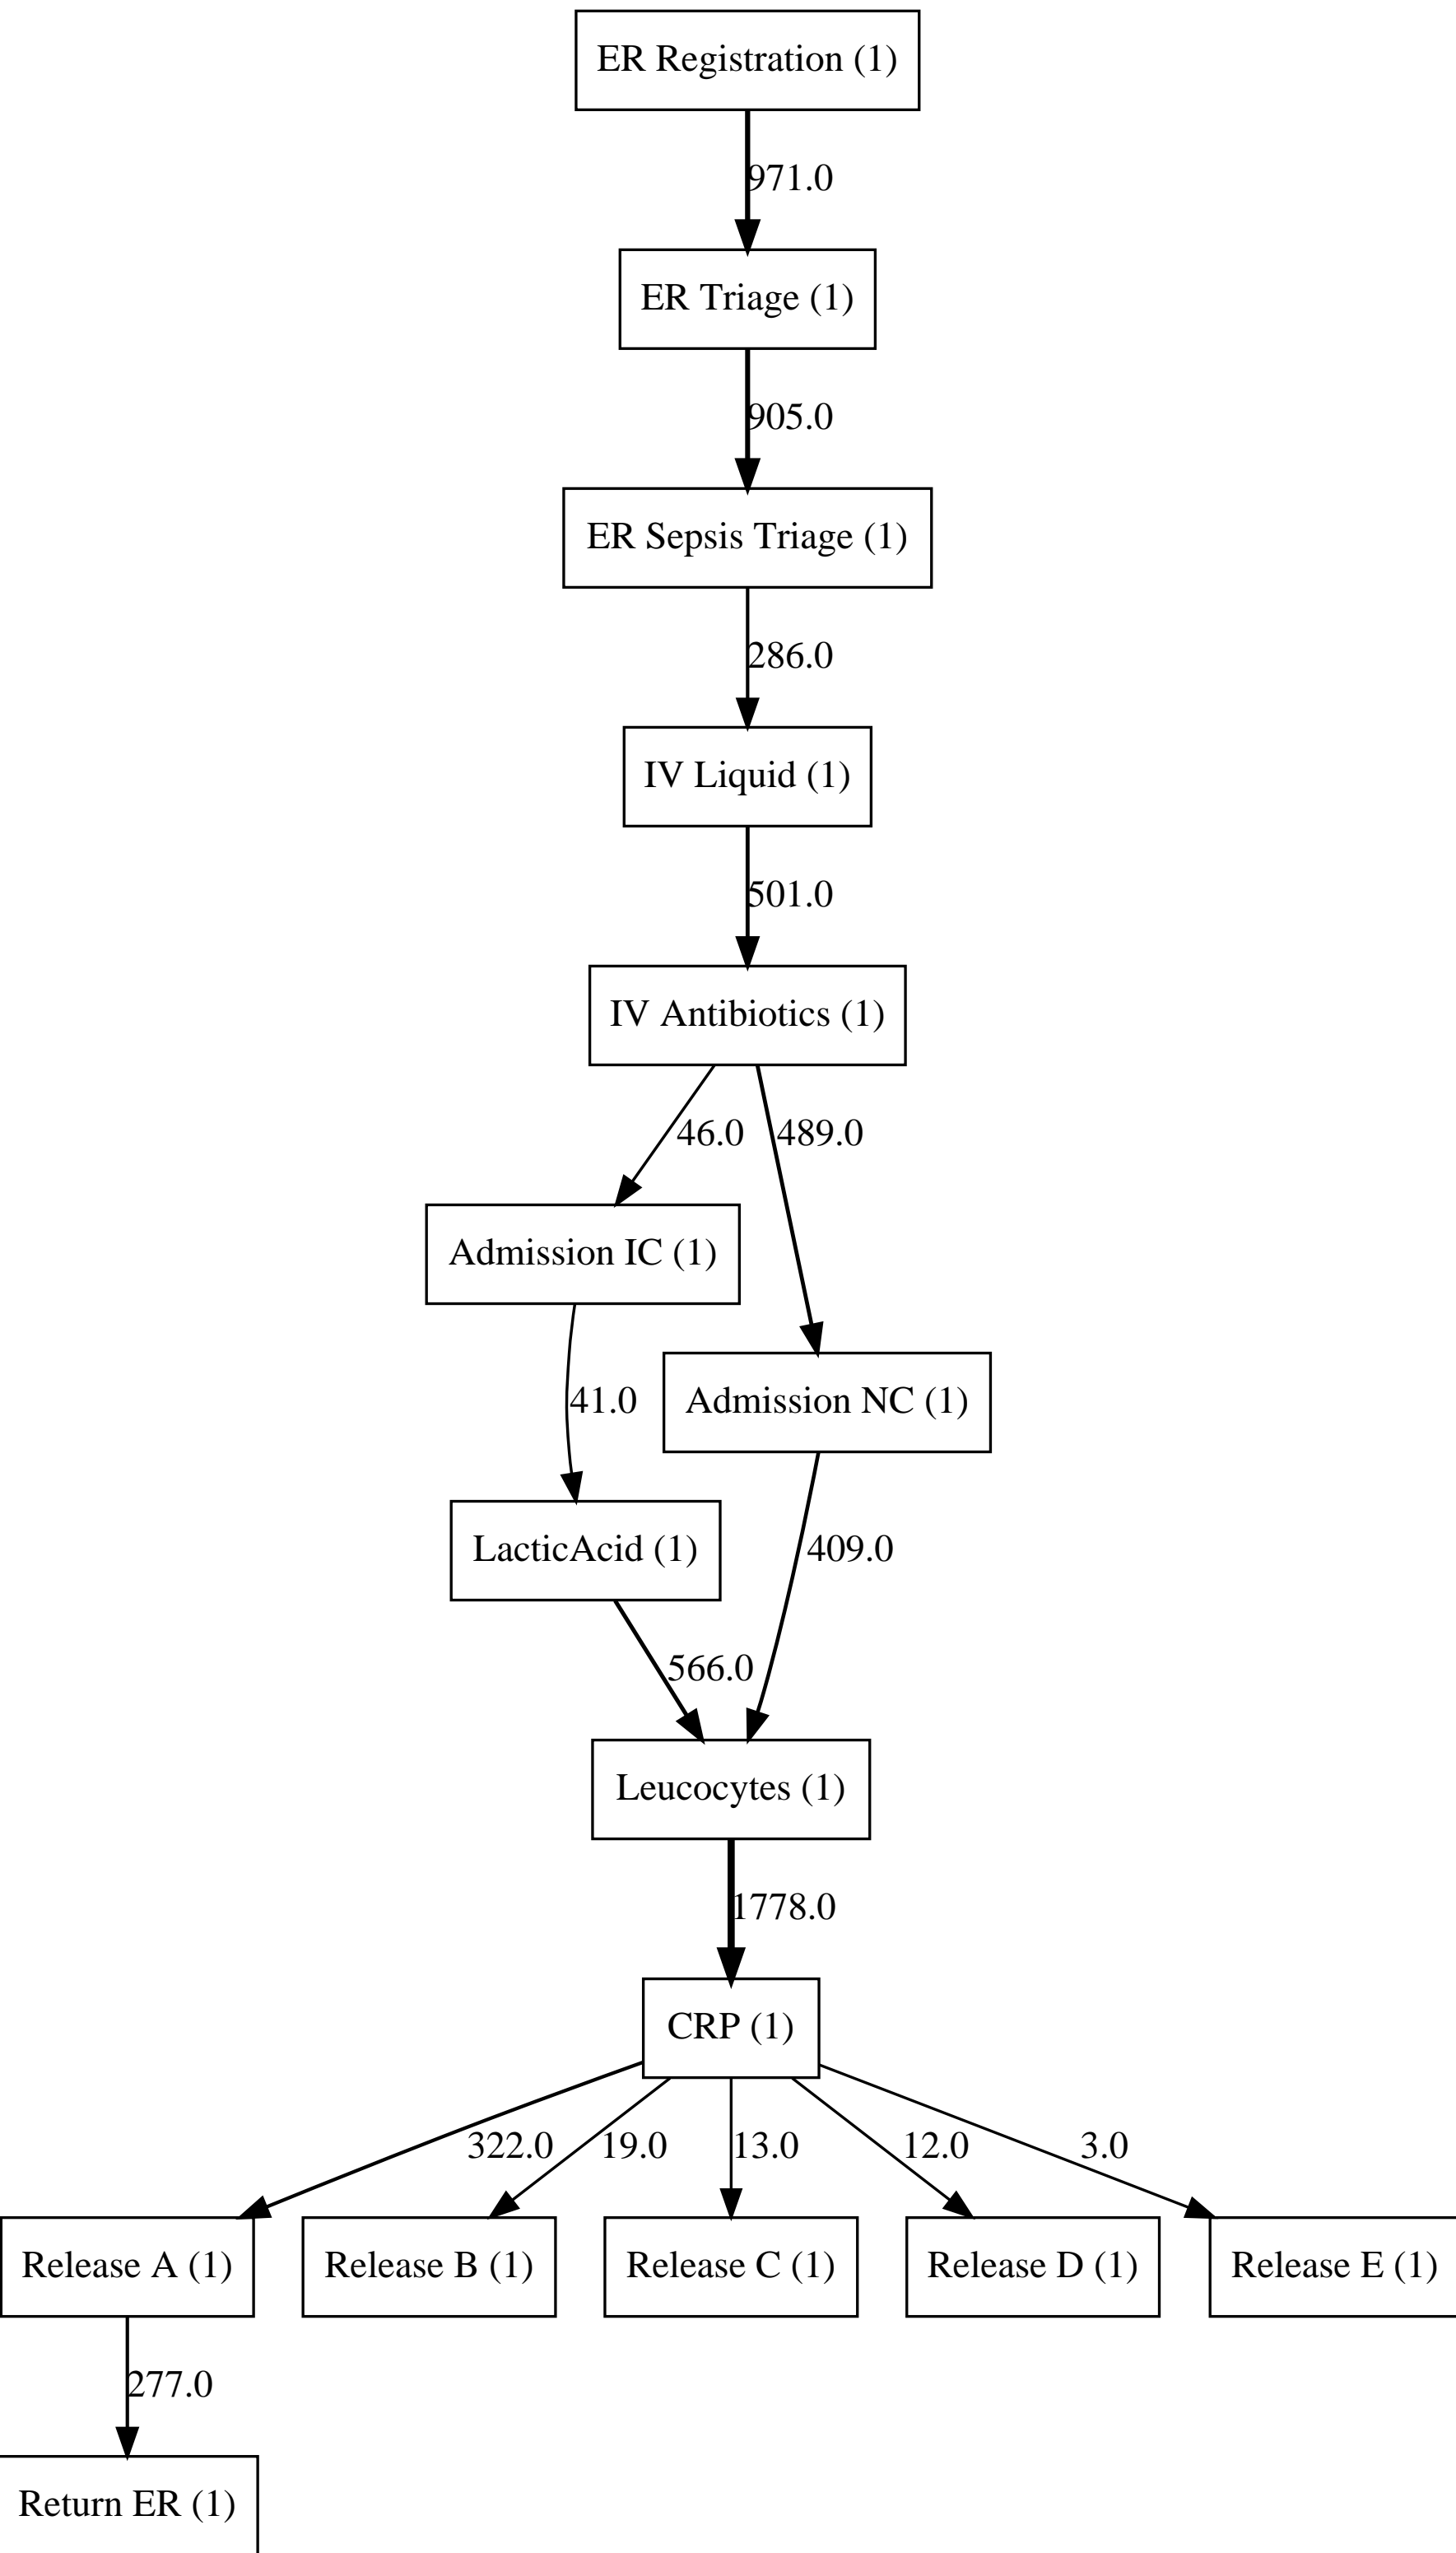 ER Registration (1)
971.0
ER Triage (1)
905.0
ER Sepsis Triage (1)
286.0
IV Liquid (1)
501.0
IV Antibiotics (1)
46.0
489.0
Admission IC (1)
41.0
Admission NC (1)
LacticAcid (1)
409.0
566.0
Leucocytes (1)
1778.0
CRP (1)
322.0
19.0
13.0
12.0
3.0
Release A (1)
Release B (1)
Release C (1)
Release D (1)
Release E (1)
277.0
Return ER (1)